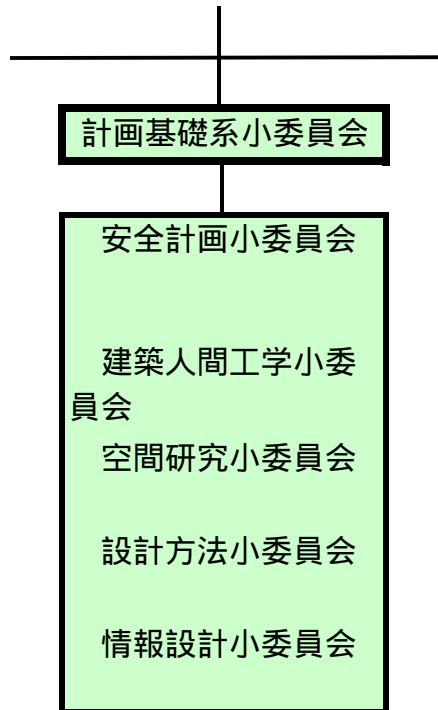 計画基礎系小委員会
安全計画小委員会
建築人間工学小委
員会
空間研究小委員会
設計方法小委員会
情報設計小委員会